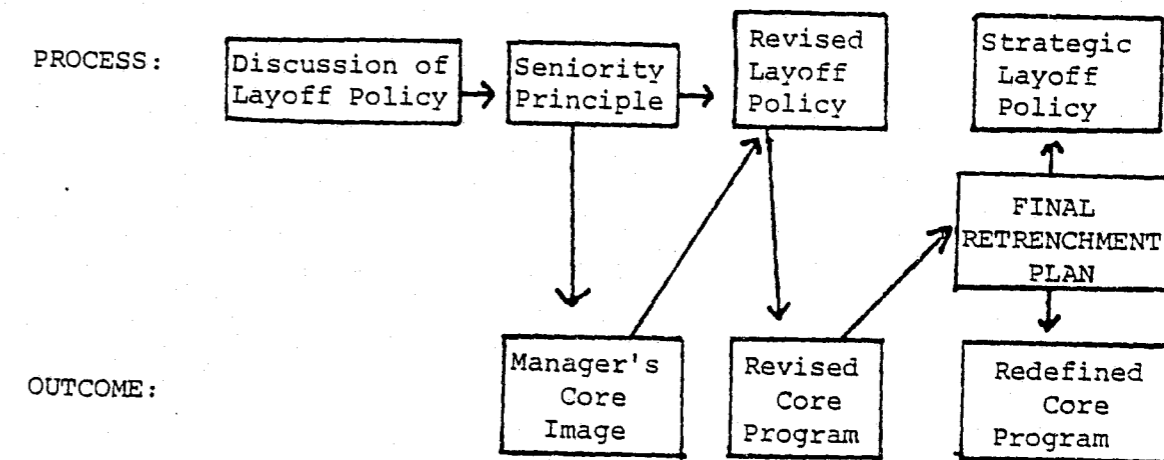 PROCESS:
Discussion of
Layoff Policy
Seniority
Principle
Revised
Layoff
Policy
Strategic
Layoff
Policy
FINAL
RETRENCHMENT
PLAN
OUTCOME:
Manager's
Core
Image
Revised
Core
Program
Redefined
Core
Program